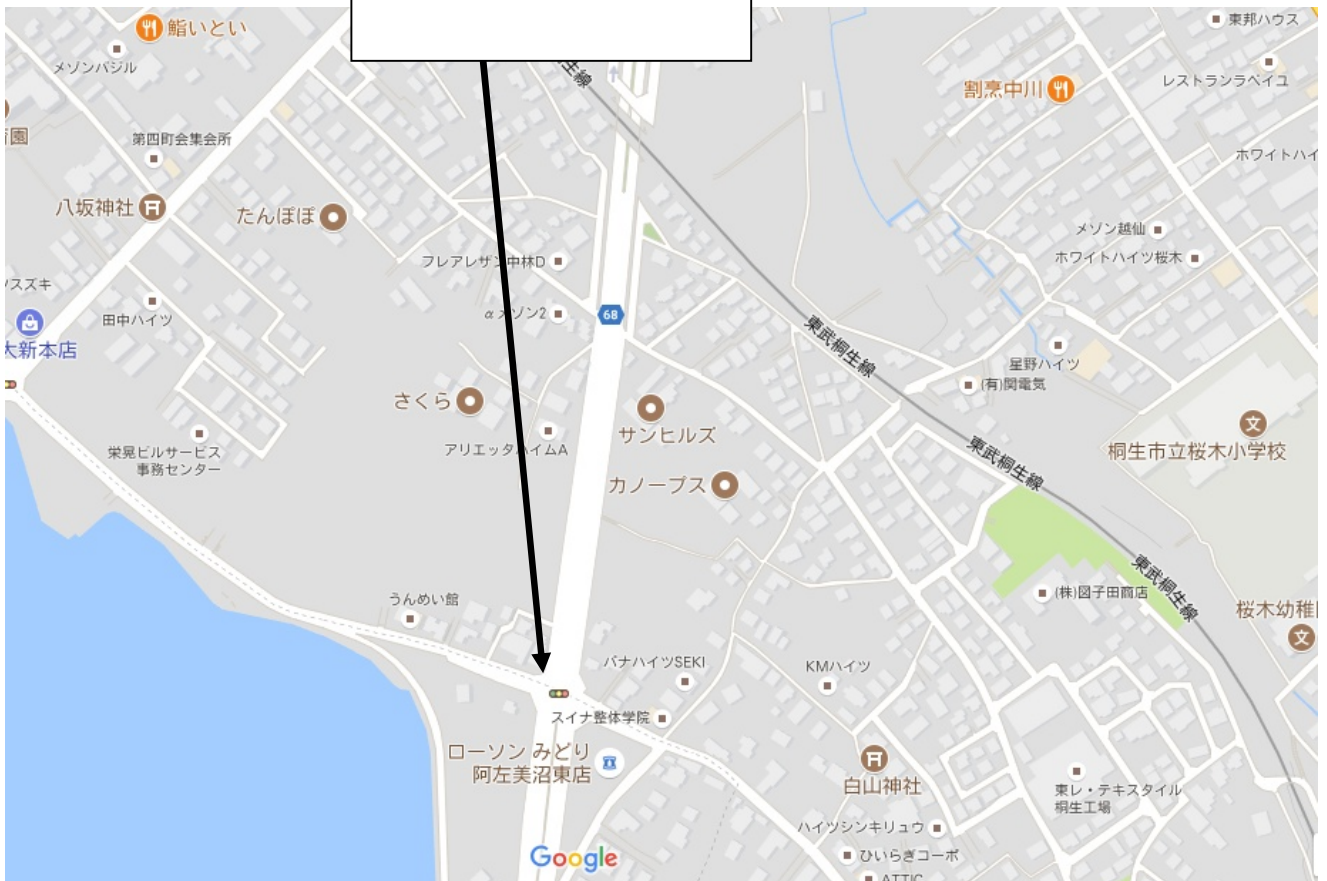 鮨いとい
メゾンバジル
東邦ハウス
レストランラベイユ
割烹中川
第四町会集会所
八坂神社
たんぽぽ
フレアレザン中林D
αメゾン2
68
田中ハイツ
大新本店
メゾン越仙
ホワイトハイツ桜木
東武桐生線
星野ハイツ
(有)関電気
さくら
サンヒルズ
アリエッタハイムA
カノープス
栄晃ビルサービス
事務センター
東武桐生線
桐生市立桜木小学校
東武桐生線
(株)図子田商店
うんめい館
バナハイツSEKI
KMハイツ
スイナ整体学院
ローソン みどり
阿左美沼東店
白山神社
東レ・テキスタイル
桐生工場
ハイツシンキリュウ
ひいらぎコーポ
Google